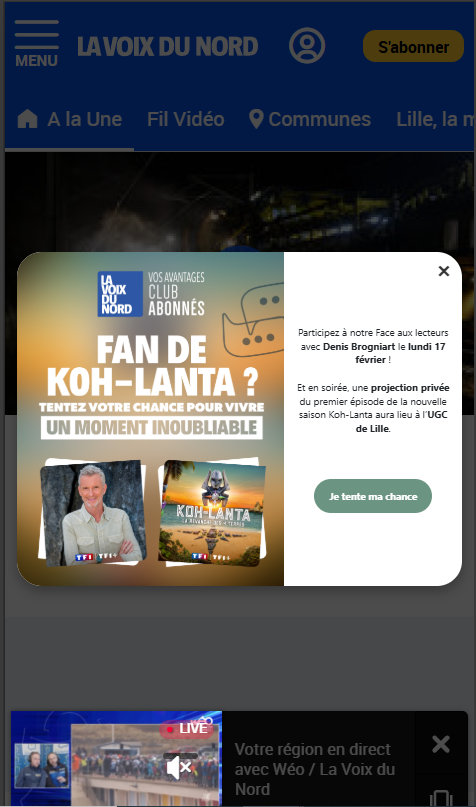 MENU
LA VOIX DU NORD
S'abonner
A la Une
Fil Vidéo
Communes
Lille, la m
LA
VOIX
DU
NORD
VOS AVANTAGES
CLUB
ABONNÉS
FAN DE
KOH-LANTA ?
TENTEZ VOTRE CHANCE POUR VIVRE
UN MOMENT INOUBLIABLE
TF1 TF1+
KOH-LANTA
LA REVANCHE DES 4 TERRES
TF1 TF1+
Participez à notre Face aux lecteurs
avec Denis Brogniart le lundi 17
février !
Et en soirée, une projection privée
du premier épisode de la nouvelle
saison Koh-Lanta aura lieu à l'UGC
de Lille.
Je tente ma chance
wéo
LIVE
Votre région en direct
avec Wéo / La Voix du
Nord